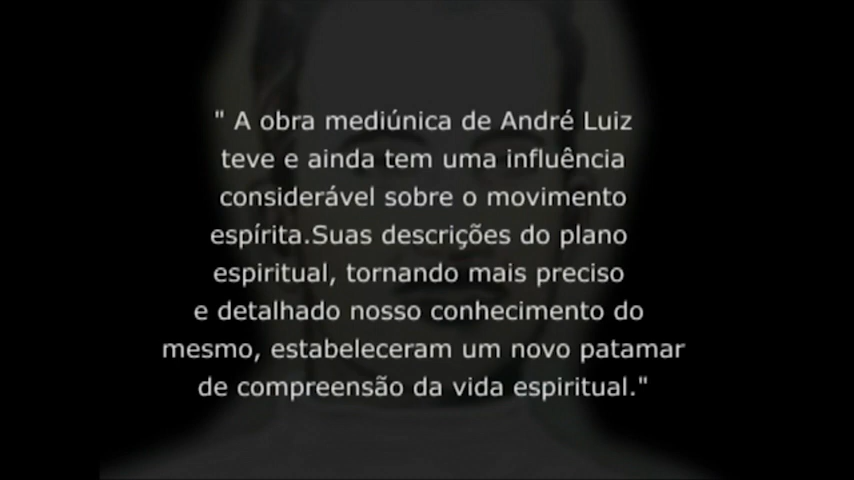 " A obra mediúnica de André Luiz
teve e ainda tem uma influência
considerável sobre o movimento
espírita.Suas descrições do plano
espiritual, tornando mais preciso
e detalhado nosso conhecimento do
mesmo, estabeleceram um novo patamar
de compreensão da vida espiritual."